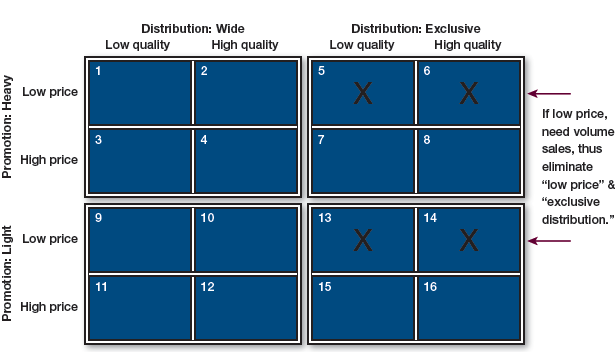 Distribution: Wide Distribution: Exclusive
Low quality High quality Low quality High quality
Promotion: Heavy
Low price 1 2 5 X 6 X
High price 3 4 7 8
If low price,
need volume
sales, thus
eliminate
“low price” &
“exclusive
distribution.”
Promotion: Light
Low price 9 10 13 X 14 X
High price 11 12 15 16